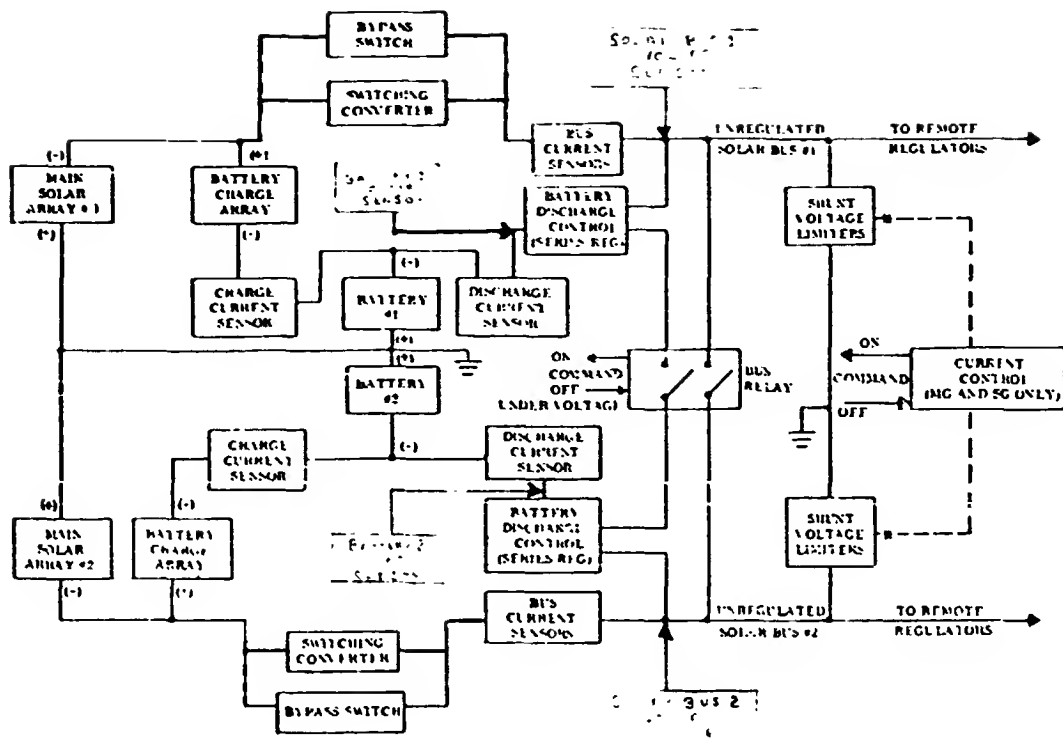 BYPASS
SWITCH
SWITCHING
CONVERTER
BUS
CURRENT
SENSORS
UNREGULATED
SOLAR BUS #1
TO REMOTE
REGULATORS
(-)
(+)
MAIN
SOLAR
ARRAY #1
(+)
BATTERY
CHARGE
ARRAY
(-)
BATTERY
DISCHARGE
CONTROL
(SERIES REG)
SHUNT
VOLTAGE
LIMITERS
CHARGE
CURRENT
SENSOR
(-)
BATTERY
#1
DISCHARGE
CURRENT
SENSOR
(+)
(+)
BATTERY
#2
(-)
ON
COMMAND
OFF
UNDER VOLTAGE
BUS
RELAY
ON
COMMAND
OFF
CURRENT
CONTROL
(MG AND SG ONLY)
CHARGE
CURRENT
SENSOR
DISCHARGE
CURRENT
SENSOR
(+)
(-)
MAIN
SOLAR
ARRAY #2
(-)
BATTERY
CHARGE
ARRAY
BATTERY
DISCHARGE
CONTROL
(SERIES REG)
SHUNT
VOLTAGE
LIMITERS
BUS
CURRENT
SENSORS
UNREGULATED
SOLAR BUS #2
TO REMOTE
REGULATORS
SWITCHING
CONVERTER
BYPASS SWITCH
BUS 2